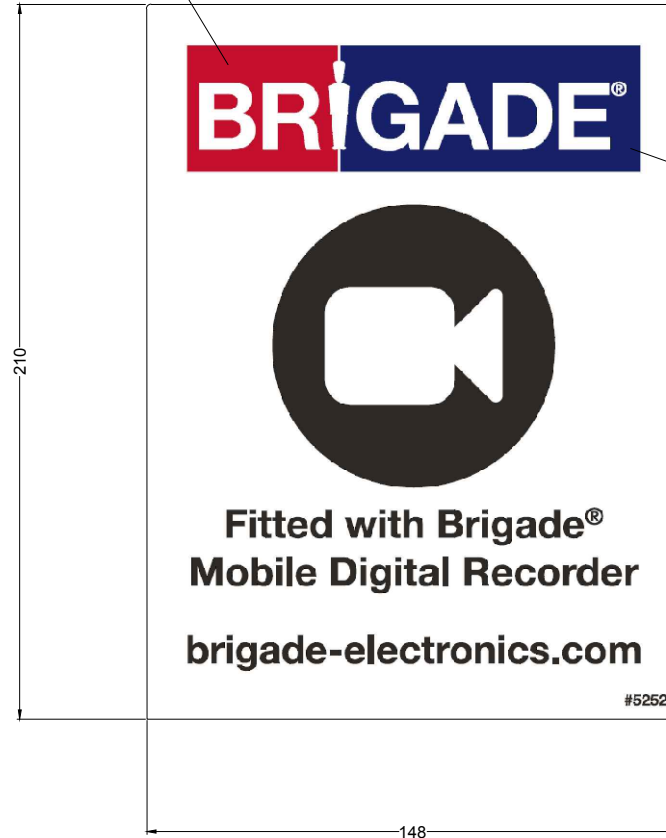 BRIGADE®
210
Fitted with Brigade®
Mobile Digital Recorder
brigade-electronics.com
#5252
148